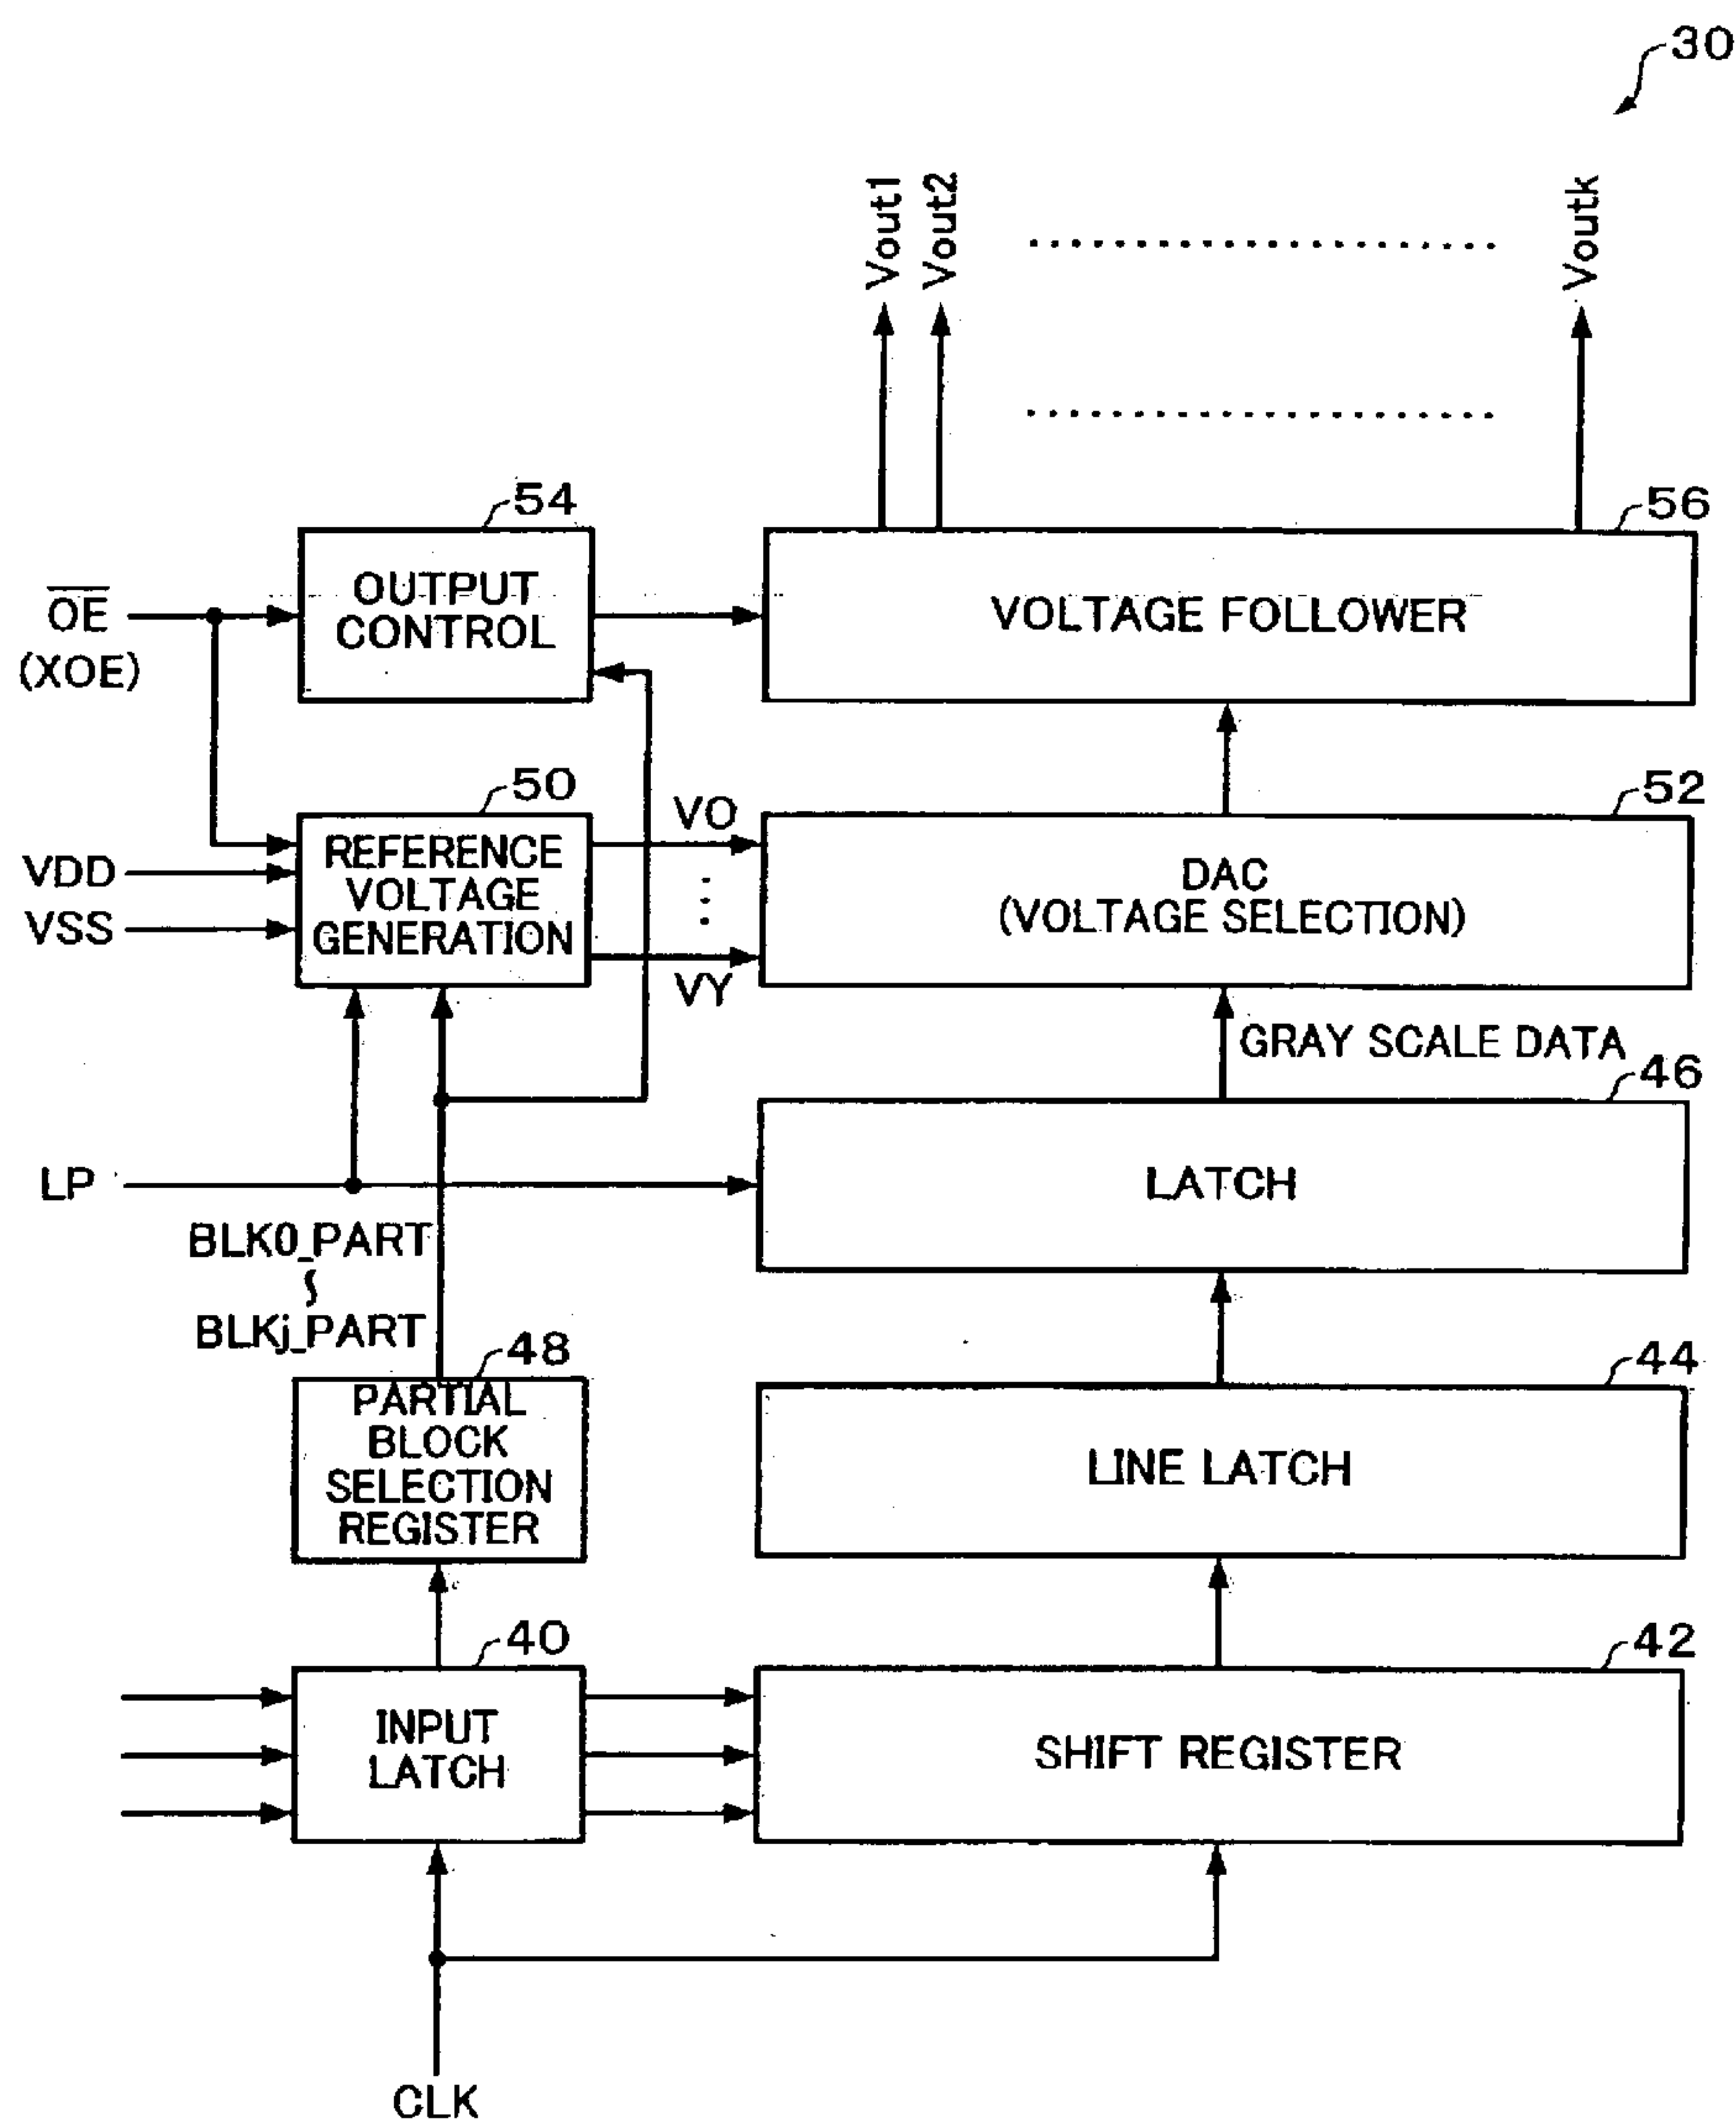 30
Vout1
Vout2
Voutk
54
56
OE
(XOE)
OUTPUT
CONTROL
VOLTAGE FOLLOWER
50
52
VDD
VSS
REFERENCE
VOLTAGE
GENERATION
VO
VY
DAC
(VOLTAGE SELECTION)
GRAY SCALE DATA
46
LP
LATCH
BLK0_PART
BLKj_PART
48
44
PARTIAL
BLOCK
SELECTION
REGISTER
LINE LATCH
40
42
INPUT
LATCH
SHIFT REGISTER
CLK